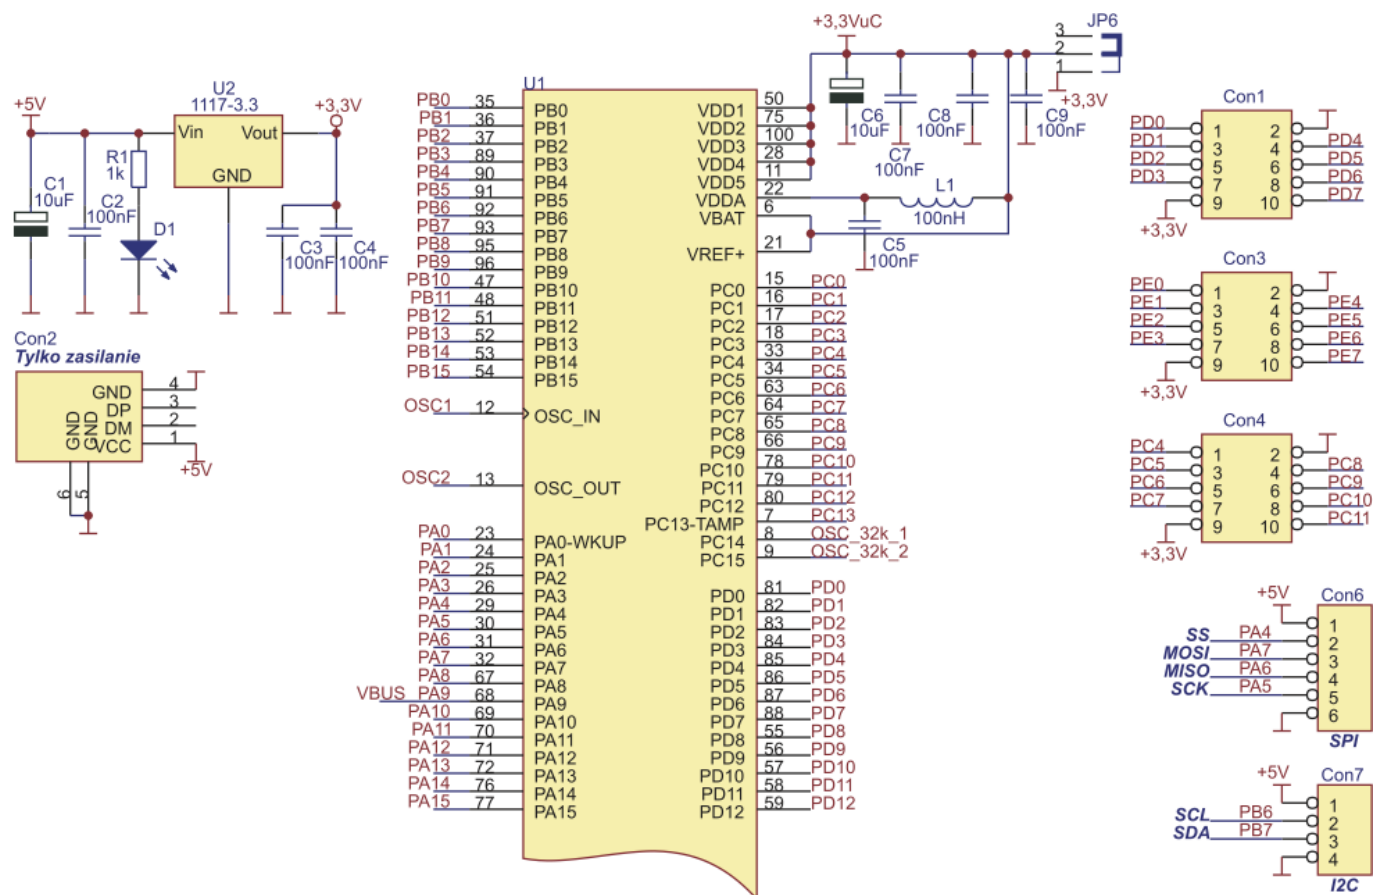 +5V
U2
1117-3.3
+3,3V
Vin
Vout
GND
R1
1k
C1
10uF
C2
100nF
D1
C3
100nF
C4
100nF
Con2
Tylko zasilanie
GND 4
DP 3
DM 2
VCC 1
GND
GND
+5V
6
5
U1
PB0 35 PB0
PB1 36 PB1
PB2 37 PB2
PB3 89 PB3
PB4 90 PB4
PB5 91 PB5
PB6 92 PB6
PB7 93 PB7
PB8 95 PB8
PB9 96 PB9
PB10 47 PB10
PB11 48 PB11
PB12 51 PB12
PB13 52 PB13
PB14 53 PB14
PB15 54 PB15
OSC1 12 OSC_IN
OSC2 13 OSC_OUT
PA0 23 PA0-WKUP
PA1 24 PA1
PA2 25 PA2
PA3 26 PA3
PA4 29 PA4
PA5 30 PA5
PA6 31 PA6
PA7 32 PA7
PA8 67 PA8
VBUS PA9 68 PA9
PA10 69 PA10
PA11 70 PA11
PA12 71 PA12
PA13 72 PA13
PA14 76 PA14
PA15 77 PA15
VDD1 50
VDD2 75
VDD3 100
VDD4 28
VDD5 11
VDDA 22
VBAT 6
VREF+ 21
PC0 15 PC0
PC1 16 PC1
PC2 17 PC2
PC3 18 PC3
PC4 33 PC4
PC5 34 PC5
PC6 63 PC6
PC7 64 PC7
PC8 65 PC8
PC9 66 PC9
PC10 78 PC10
PC11 79 PC11
PC12 80 PC12
PC13-TAMP 7 PC13
PC14 8 OSC_32k_1
PC15 9 OSC_32k_2
PD0 81 PD0
PD1 82 PD1
PD2 83 PD2
PD3 84 PD3
PD4 85 PD4
PD5 86 PD5
PD6 87 PD6
PD7 88 PD7
PD8 55 PD8
PD9 56 PD9
PD10 57 PD10
PD11 58 PD11
PD12 59 PD12
+3,3VuC
JP6
3
2
1
+3,3V
C6
10uF
C7
100nF
C8
100nF
C9
100nF
L1
100nH
C5
100nF
Con1
PD0 1 2
PD1 3 4 PD4
PD2 5 6 PD5
PD3 7 8 PD6
9 10 PD7
+3,3V
Con3
PE0 1 2
PE1 3 4 PE4
PE2 5 6 PE5
PE3 7 8 PE6
9 10 PE7
+3,3V
Con4
PC4 1 2
PC5 3 4 PC8
PC6 5 6 PC9
PC7 7 8 PC10
9 10 PC11
+3,3V
Con6
+5V
1
SS PA4 2
MOSI PA7 3
MISO PA6 4
SCK PA5 5
6
SPI
Con7
+5V
1
SCL PB6 2
SDA PB7 3
4
I2C